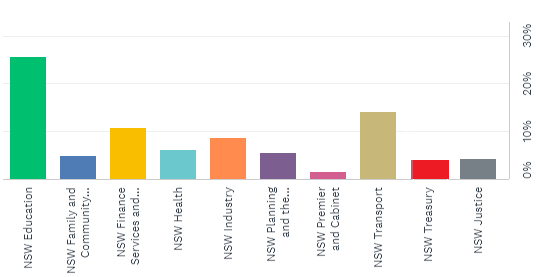 30%
20%
10%
0%
NSW Education
NSW Family and
Community...
NSW Finance
Services and...
NSW Health
NSW Industry
NSW Planning
and the...
NSW Premier
and Cabinet
NSW Transport
NSW Treasury
NSW Justice